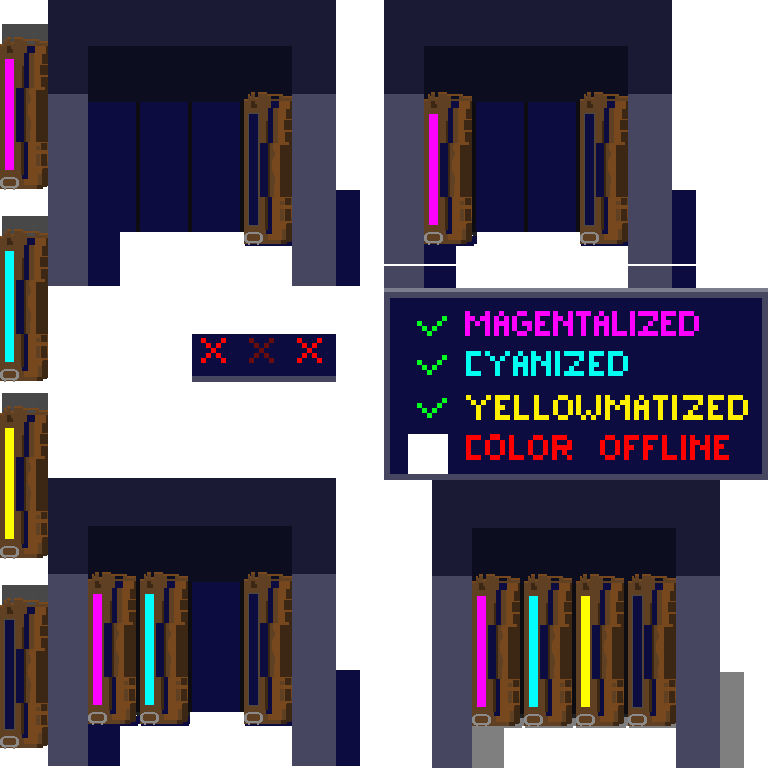 MAGENTALIZED
CYANIZED
YELLOWMATIZED
COLOR OFFLINE